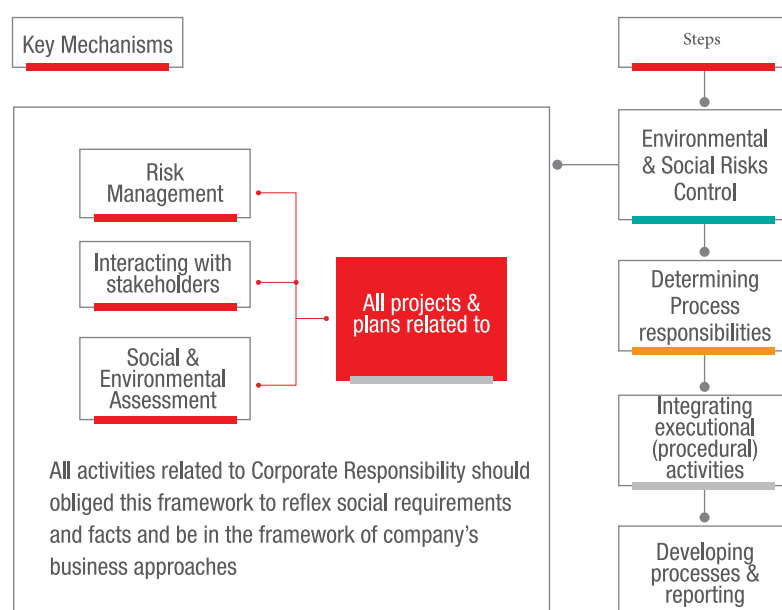 Key Mechanisms
Risk
Management
Interacting with
stakeholders
Social &
Environmental
Assessment
All projects &
plans related to
All activities related to Corporate Responsibility should
obliged this framework to reflex social requirements
and facts and be in the framework of company’s
business approaches
Steps
Environmental
& Social Risks
Control
Determining
Process
responsibilities
Integrating
executional
(procedural)
activities
Developing
processes &
reporting